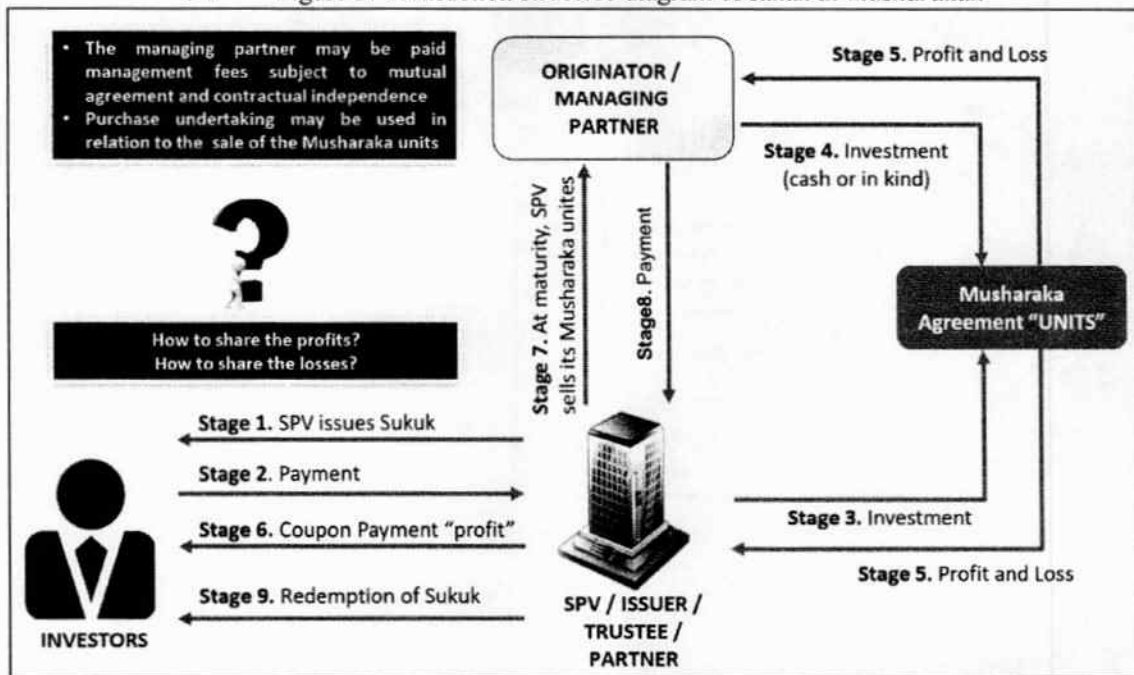 • The managing partner may be paid
management fees subject to mutual
agreement and contractual independence
• Purchase undertaking may be used in
relation to the sale of the Musharaka units
How to share the profits?
How to share the losses?
ORIGINATOR /
MANAGING
PARTNER
Stage 5. Profit and Loss
Stage 4. Investment
(cash or in kind)
Musharaka
Agreement "UNITS"
Stage 7. At maturity, SPV
sells its Musharaka unites
Stage8. Payment
Stage 1. SPV issues Sukuk
Stage 2. Payment
Stage 6. Coupon Payment "profit"
Stage 9. Redemption of Sukuk
INVESTORS
SPV / ISSUER /
TRUSTEE /
PARTNER
Stage 3. Investment
Stage 5. Profit and Loss